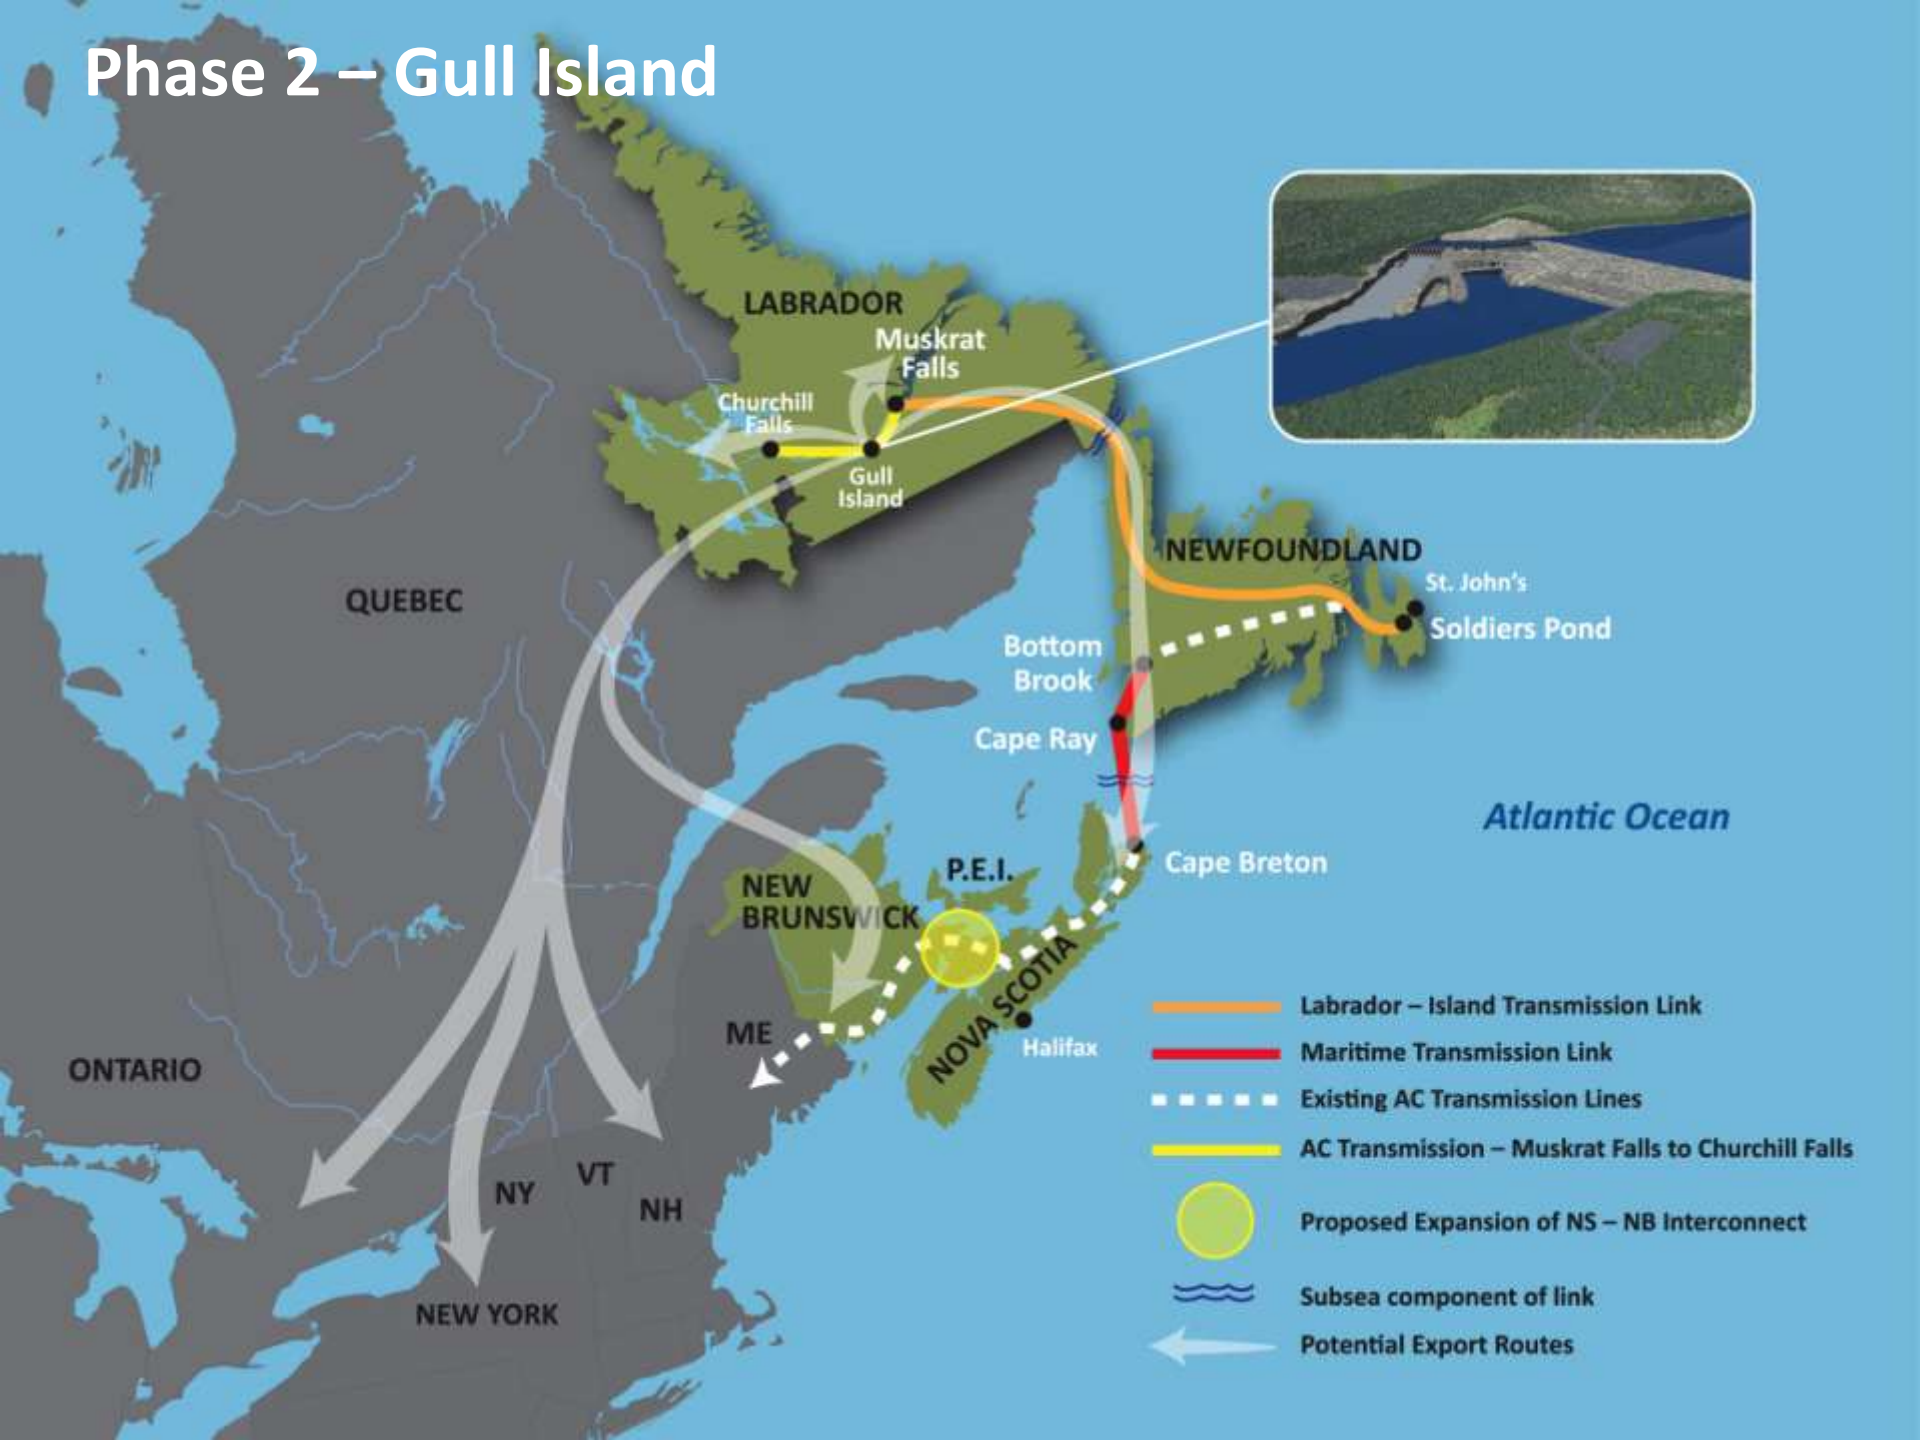 Phase 2 – Gull Island
LABRADOR
Muskrat
Falls
Churchill
Falls
Gull
Island
NEWFOUNDLAND
St. John's
Soldiers Pond
QUEBEC
Bottom
Brook
Cape Ray
Atlantic Ocean
Cape Breton
P.E.I.
NEW
BRUNSWICK
NOVA SCOTIA
Halifax
ME
ONTARIO
NY
VT
NH
NEW YORK
Labrador – Island Transmission Link
Maritime Transmission Link
Existing AC Transmission Lines
AC Transmission – Muskrat Falls to Churchill Falls
Proposed Expansion of NS – NB Interconnect
Subsea component of link
Potential Export Routes